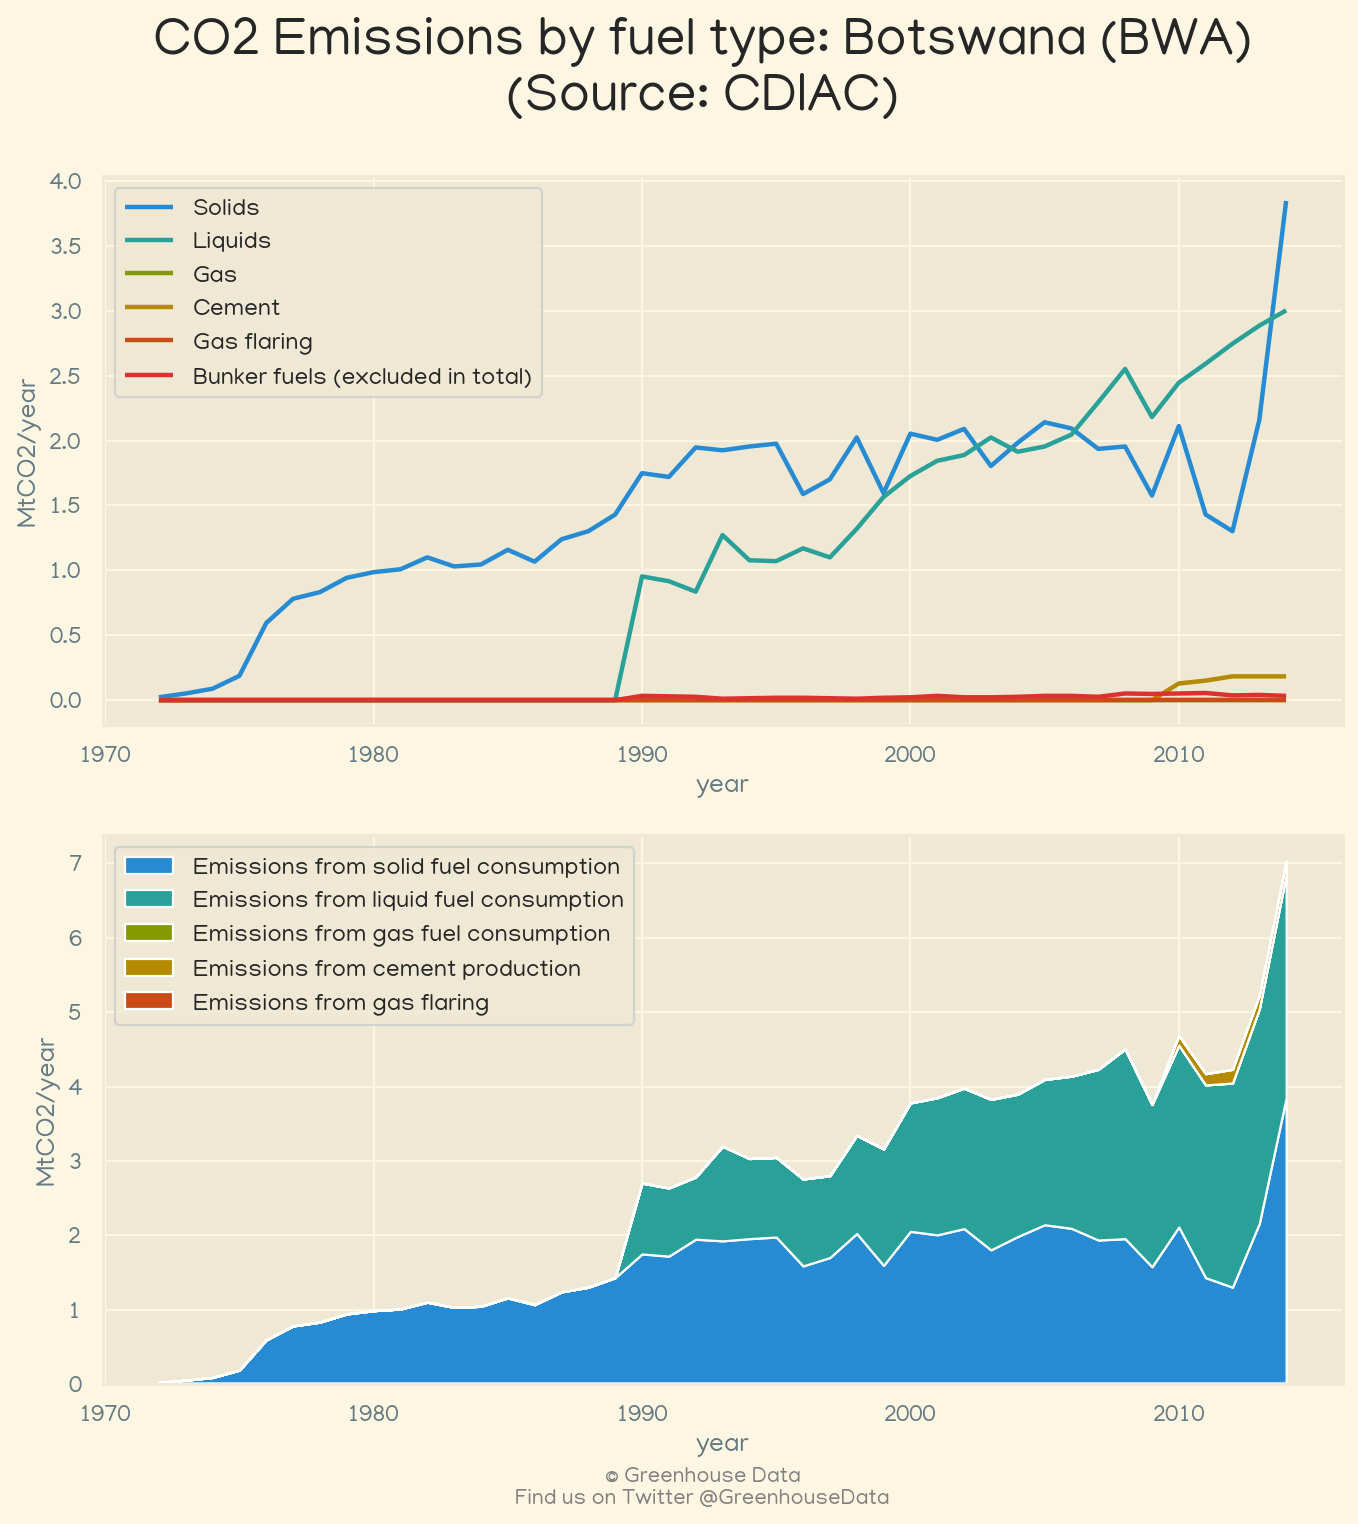 CO2 Emissions by fuel type: Botswana (BWA)
(Source: CDIAC)
4.0
3.5
3.0
2.5
2.0
1.5
1.0
0.5
0.0
MtCO2/year
Solids
Liquids
Gas
Cement
Gas flaring
Bunker fuels (excluded in total)
1970 1980 1990 2000 2010
year
7
6
5
4
3
2
1
0
MtCO2/year
Emissions from solid fuel consumption
Emissions from liquid fuel consumption
Emissions from gas fuel consumption
Emissions from cement production
Emissions from gas flaring
1970 1980 1990 2000 2010
year
© Greenhouse Data
Find us on Twitter @GreenhouseData